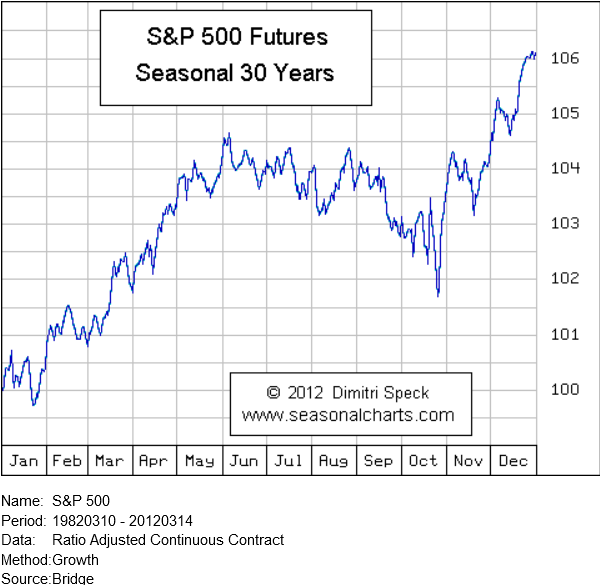 S&P 500 Futures
Seasonal 30 Years
106
105
104
103
102
101
100
© 2012 Dimitri Speck
www.seasonalcharts.com
Jan Feb Mar Apr May Jun Jul Aug Sep Oct Nov Dec
Name: S&P 500
Period: 19820310 - 20120314
Data: Ratio Adjusted Continuous Contract
Method:Growth
Source:Bridge